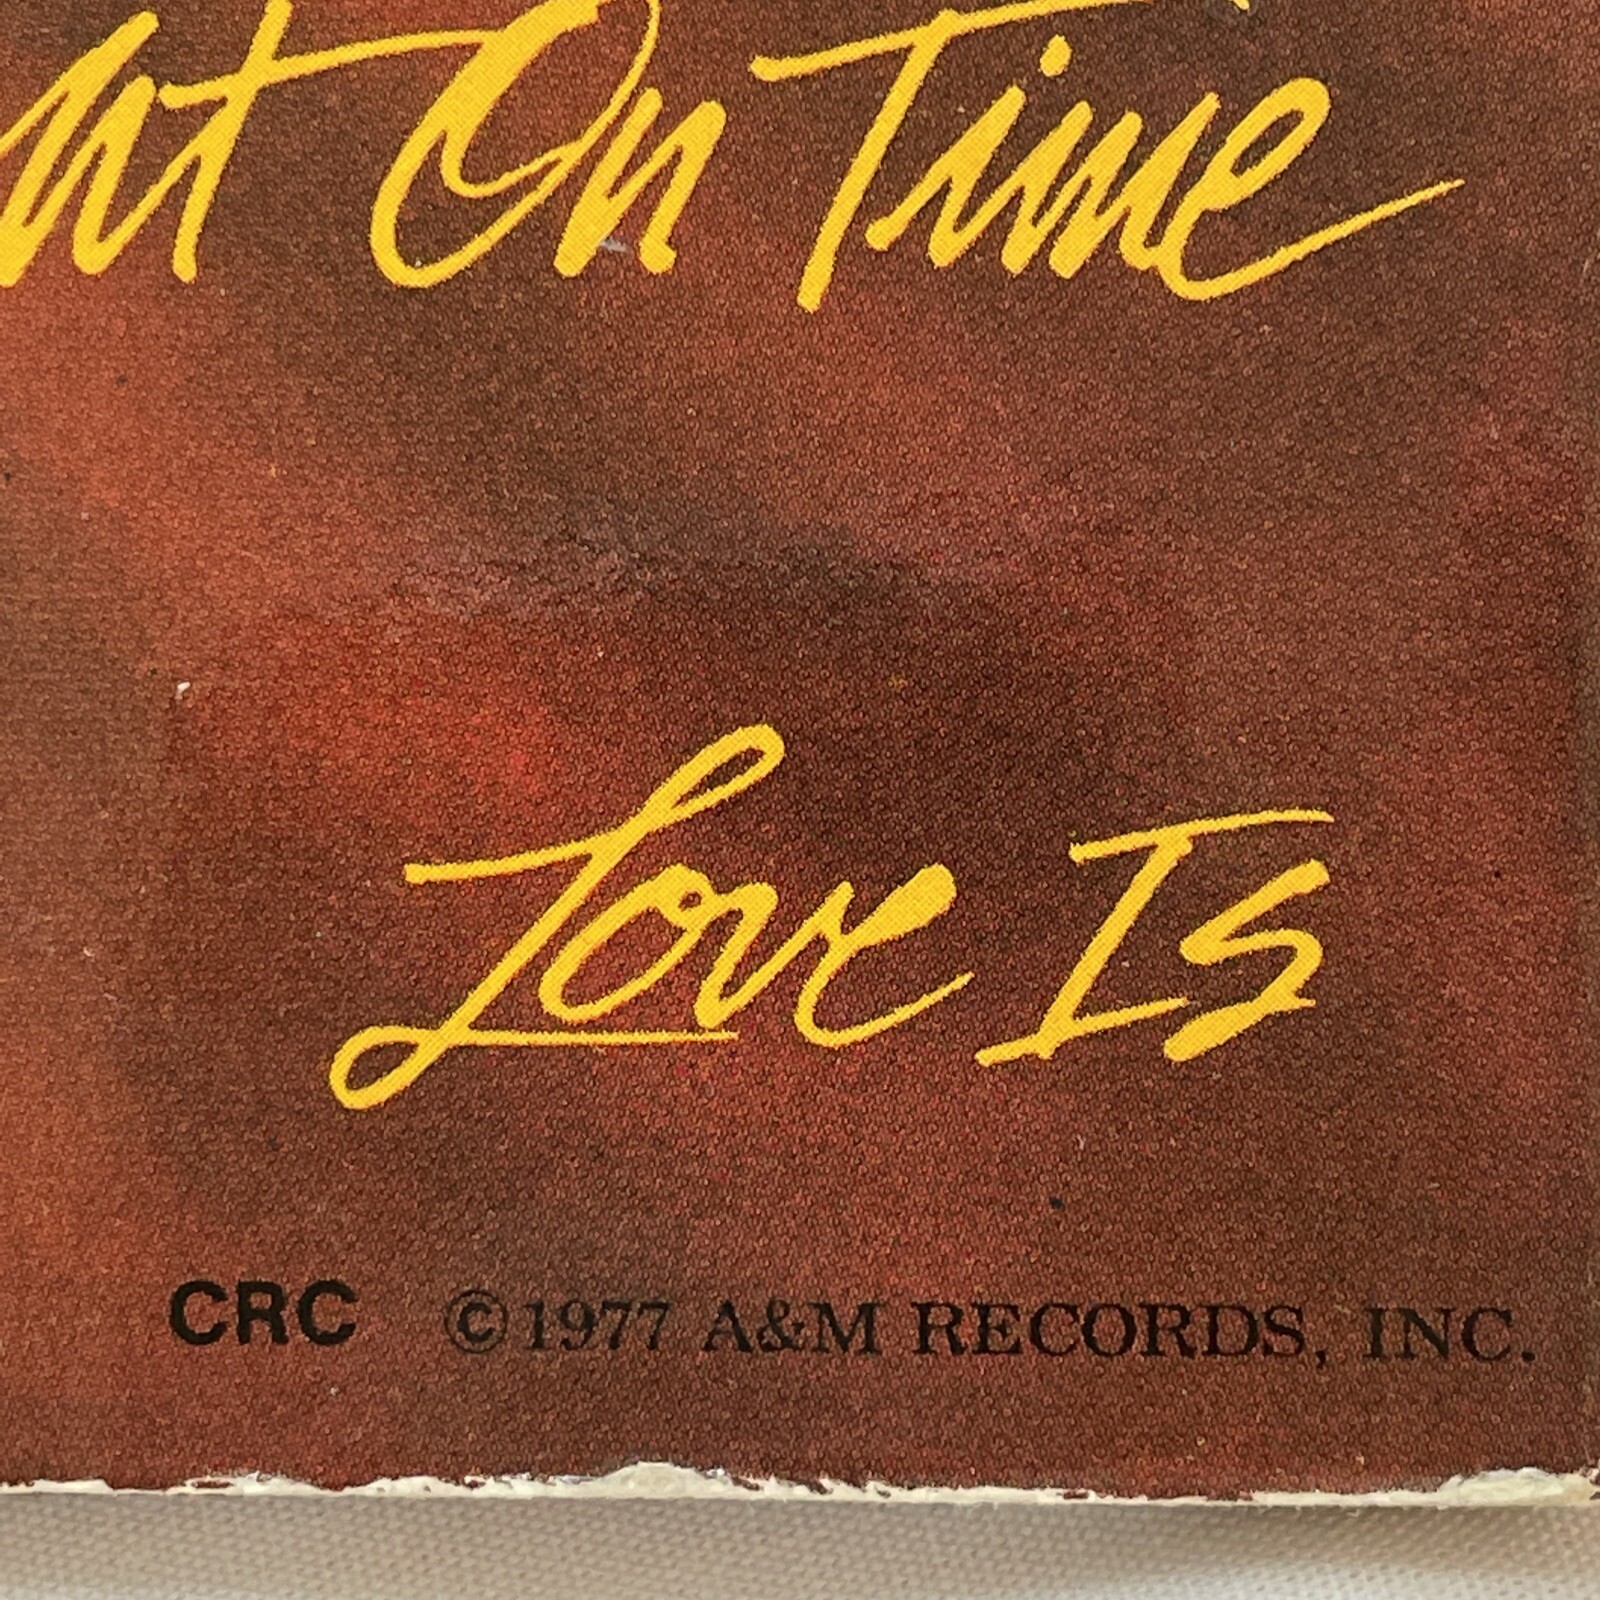 On Time
Love Is
CRC ©1977 A&M RECORDS, INC.